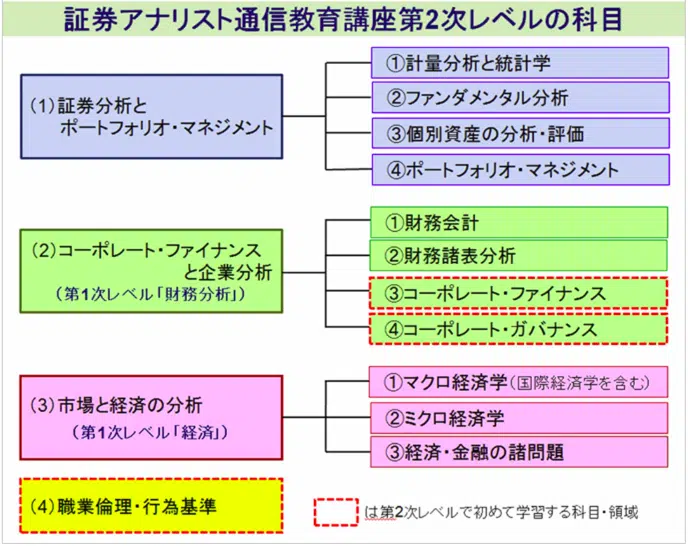 証券アナリスト通信教育講座第2次レベルの科目
(1)証券分析と
ポートフォリオ・マネジメント
①計量分析と統計学
②ファンダメンタル分析
③個別資産の分析・評価
④ポートフォリオ・マネジメント
(2)コーポレート・ファイナンス
と企業分析
(第1次レベル「財務分析」)
①財務会計
②財務諸表分析
③コーポレート・ファイナンス
④コーポレート・ガバナンス
(3)市場と経済の分析
(第1次レベル「経済」)
①マクロ経済学(国際経済学を含む)
②ミクロ経済学
③経済・金融の諸問題
(4)職業倫理・行為基準
は第2次レベルで初めて学習する科目・領域